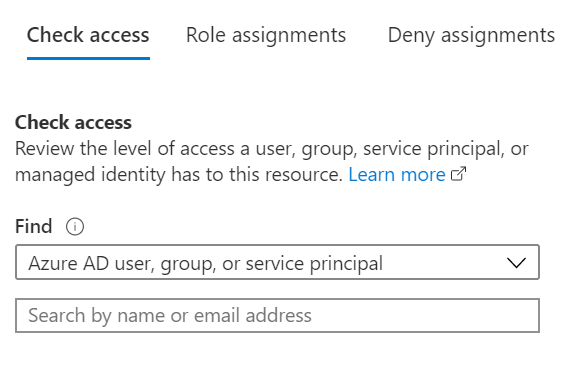 Check access Role assignments Deny assignments
Check access
Review the level of access a user, group, service principal, or
managed identity has to this resource. Learn more
Find
Azure AD user, group, or service principal
Search by name or email address